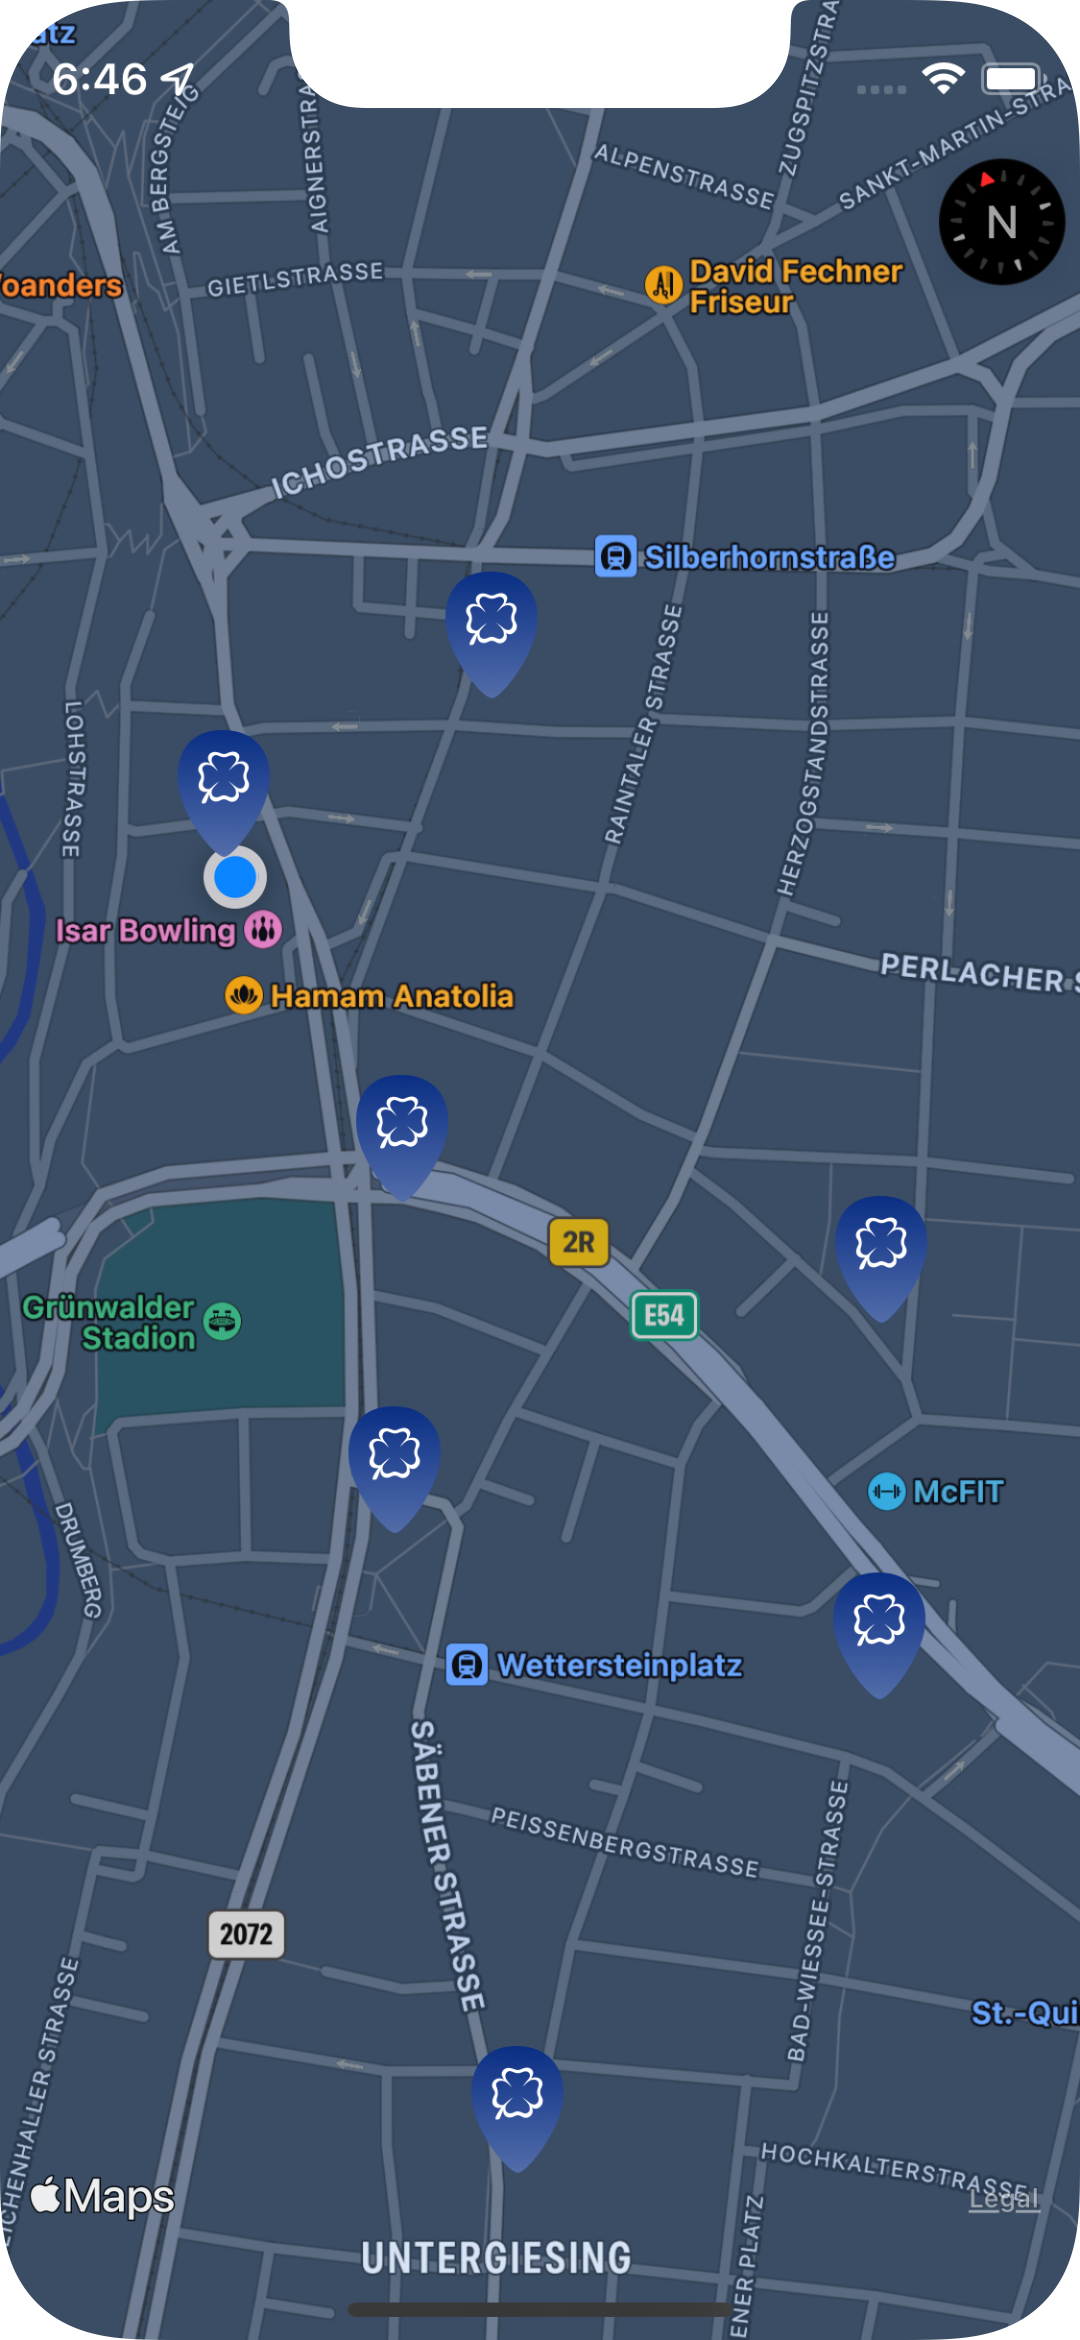 6:46
AM BERGSTEIG
ALPENSTRASSE
GIETLSTRASSE
N
David Fechner
Friseur
ICHOSTRASSE
Silberhornstraße
LOHSTRASSE
RAINTALER STRASSE
HERZOGSTANDSTRASSE
Isar Bowling
PERLACHER
Hamam Anatolia
2R
E54
Grünwalder
Stadion
McFIT
DRUMBERG
Wettersteinplatz
SÄBENER STRASSE
PEISSENBERGSTRASSE
BAD-WIESSEE-STRASSE
2072
St.-Qui
HOCHKALTERSTRASSE
Maps
Legal
UNTERGIESING
ENER PLATZ
ICHENHALLER STRASSE
ZUGSPITZSTRA
SANKT-MARTIN-STRA
AIGNERSTRA
oanders
atz